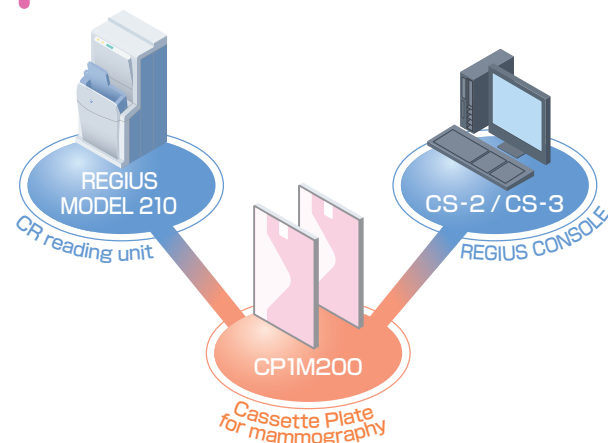 REGIUS
MODEL 210
CR reading unit
CS-2 / CS-3
REGIUS CONSOLE
CP1M200
Cassette Plate
for mammography